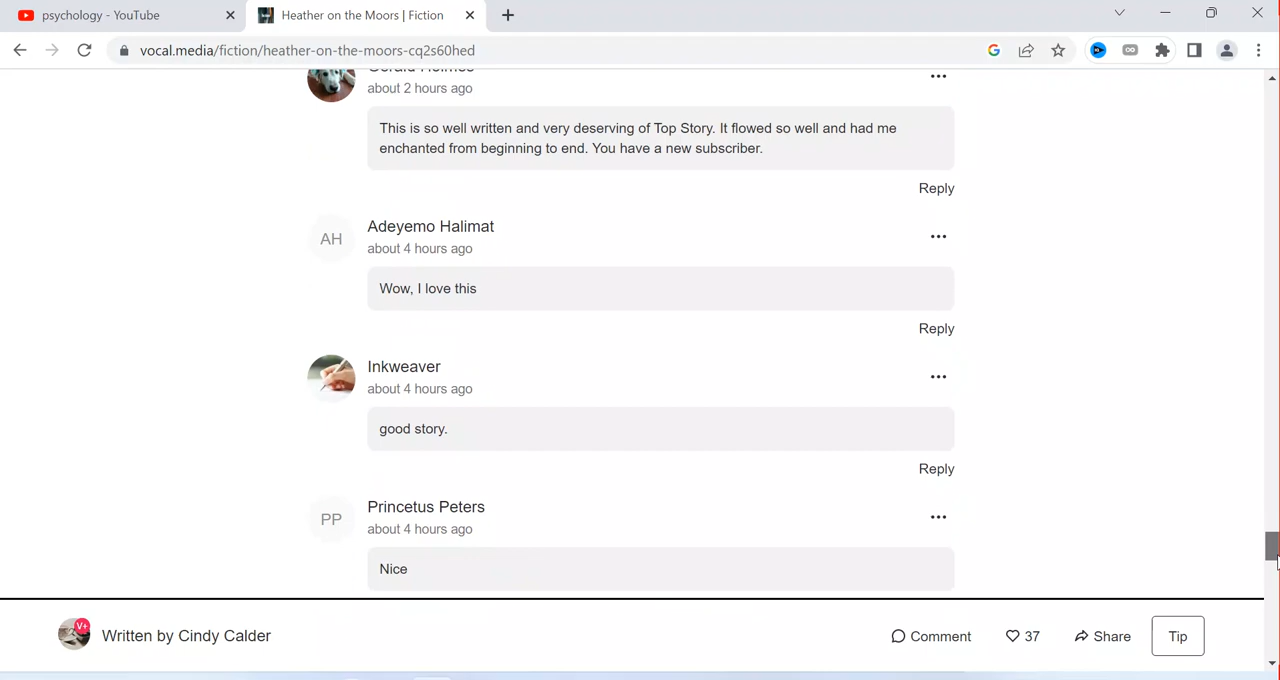 psychology - YouTube
Heather on the Moors | Fiction
vocal.media/fiction/heather-on-the-moors-cq2s60hed
Gerald Holmes
about 2 hours ago
This is so well written and very deserving of Top Story. It flowed so well and had me
enchanted from beginning to end. You have a new subscriber.
Reply
AH
Adeyemo Halimat
about 4 hours ago
Wow, I love this
Reply
Inkweaver
about 4 hours ago
good story.
Reply
PP
Princetus Peters
about 4 hours ago
Nice
V+
Written by Cindy Calder
Comment
37
Share
Tip